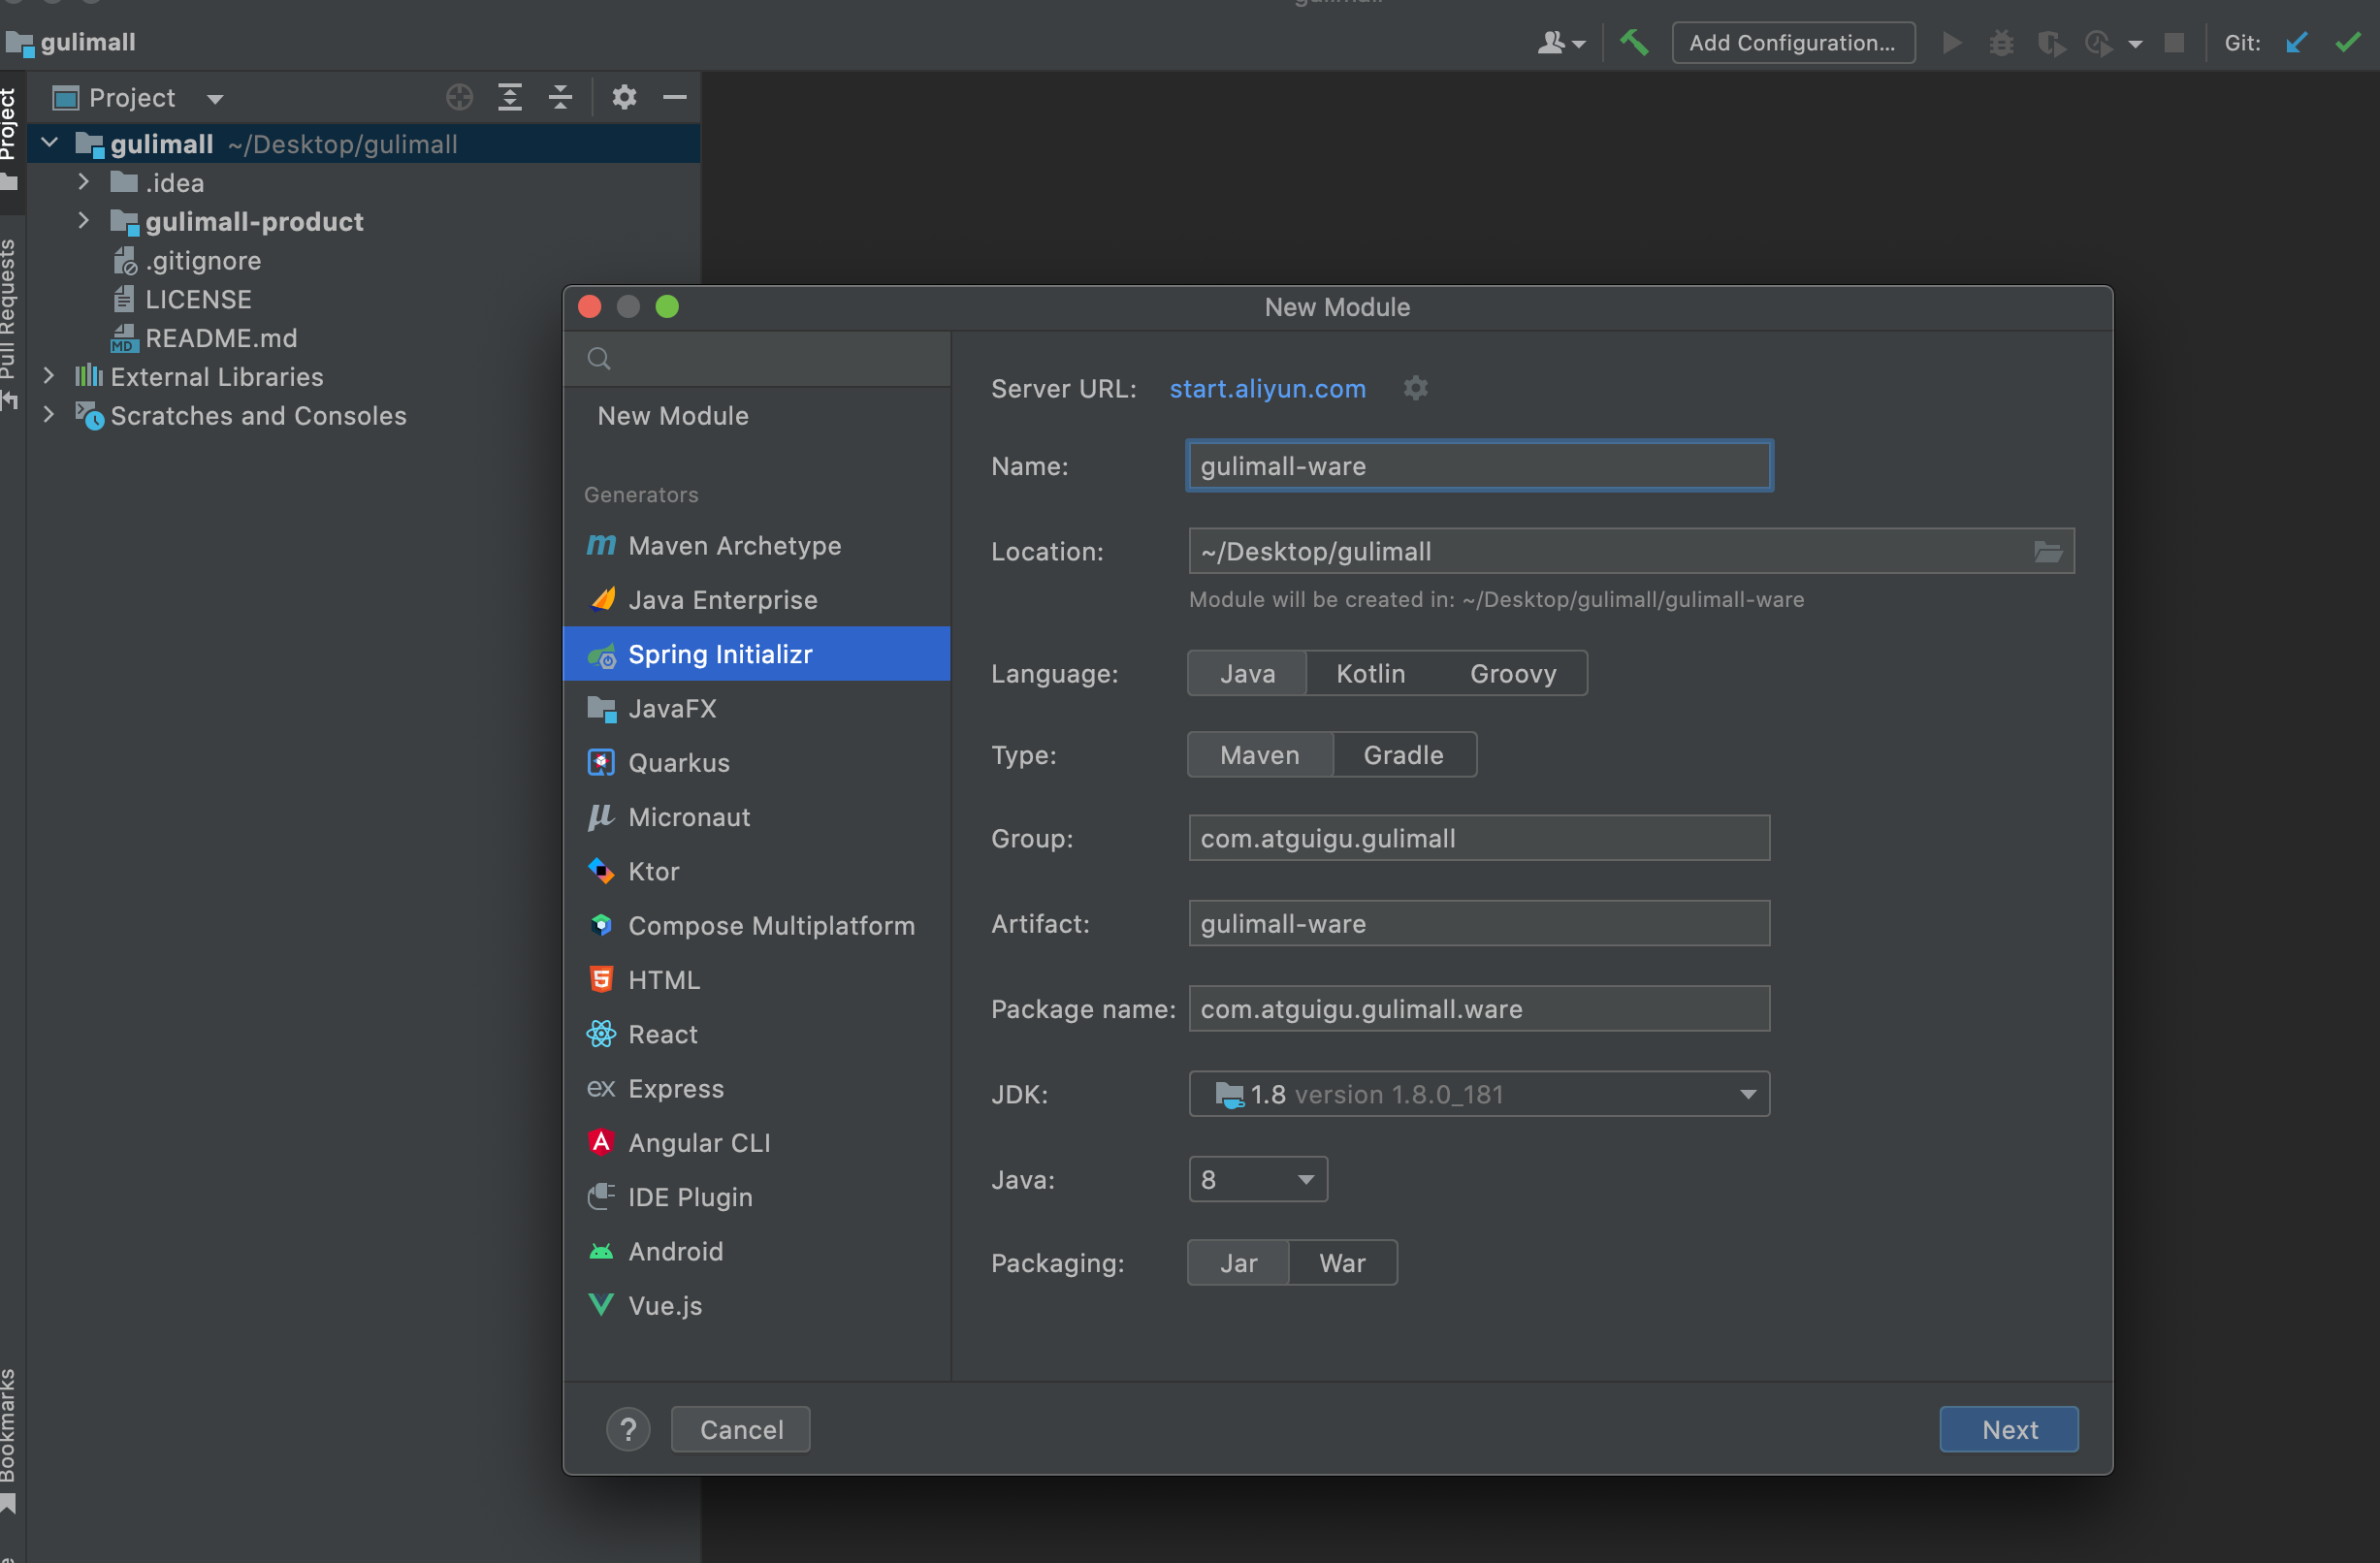 gulimall
Add Configuration...
Git:
Project
gulimall ~/Desktop/gulimall
.idea
gulimall-product
.gitignore
LICENSE
README.md
External Libraries
Scratches and Consoles
Project
Pull Requests
Bookmarks
New Module
New Module
Generators
Maven Archetype
Java Enterprise
Spring Initializr
JavaFX
Quarkus
Micronaut
Ktor
Compose Multiplatform
HTML
React
Express
Angular CLI
IDE Plugin
Android
Vue.js
Server URL: start.aliyun.com
Name: gulimall-ware
Location: ~/Desktop/gulimall
Module will be created in: ~/Desktop/gulimall/gulimall-ware
Language: Java Kotlin Groovy
Type: Maven Gradle
Group: com.atguigu.gulimall
Artifact: gulimall-ware
Package name: com.atguigu.gulimall.ware
JDK: 1.8 version 1.8.0_181
Java: 8
Packaging: Jar War
? Cancel Next